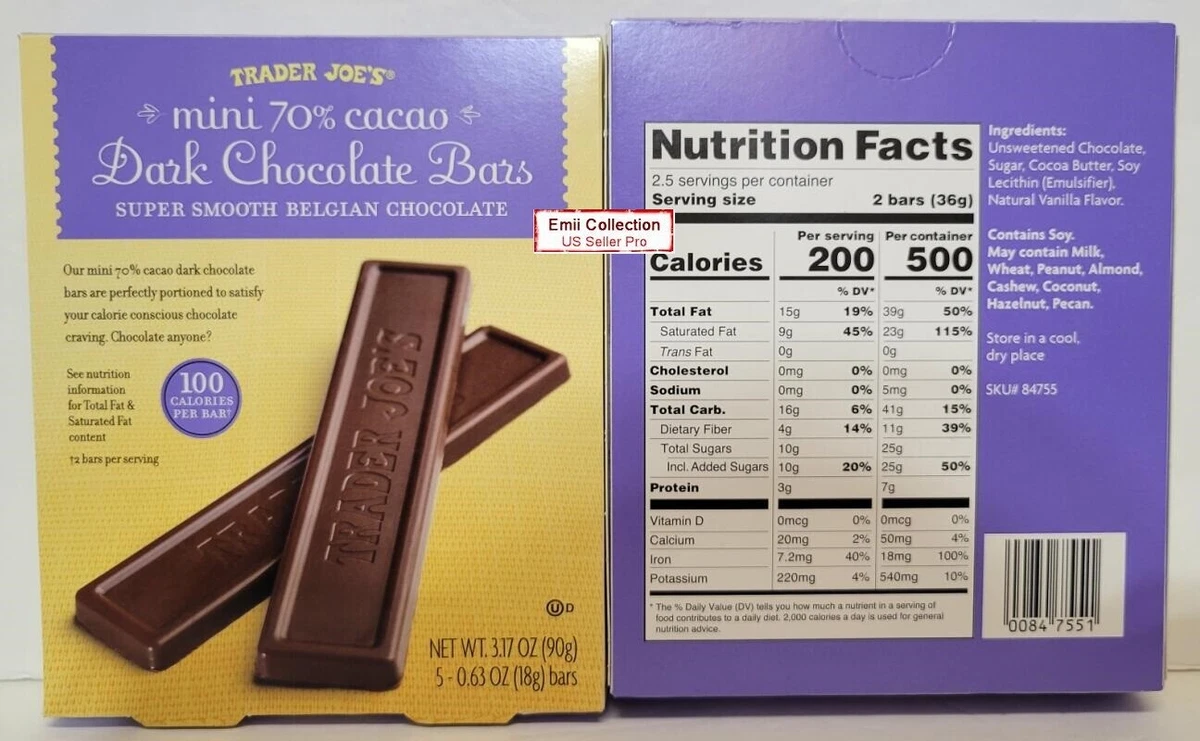 TRADER JOE'S®
mini 70% cacao
Dark Chocolate Bars
SUPER SMOOTH BELGIAN CHOCOLATE
Our mini 70% cacao dark chocolate
bars are perfectly portioned to satisfy
your calorie conscious chocolate
craving. Chocolate anyone?
See nutrition
information
for Total Fat &
Saturated Fat
content
†2 bars per serving
100
CALORIES
PER BAR†
TRADER JOE'S
TRA
U D
NET WT. 3.17 OZ (90g)
5 - 0.63 OZ (18g) bars
Emii Collection
US Seller Pro
Nutrition Facts
2.5 servings per container
Serving size 2 bars (36g)
Per serving Per container
Calories 200 500
% DV* % DV*
Total Fat 15g 19% 39g 50%
Saturated Fat 9g 45% 23g 115%
Trans Fat 0g 0g
Cholesterol 0mg 0% 0mg 0%
Sodium 0mg 0% 5mg 0%
Total Carb. 16g 6% 41g 15%
Dietary Fiber 4g 14% 11g 39%
Total Sugars 10g 25g
Incl. Added Sugars 10g 20% 25g 50%
Protein 3g 7g
Vitamin D 0mcg 0% 0mcg 0%
Calcium 20mg 2% 50mg 4%
Iron 7.2mg 40% 18mg 100%
Potassium 220mg 4% 540mg 10%
* The % Daily Value (DV) tells you how much a nutrient in a serving of
food contributes to a daily diet. 2,000 calories a day is used for general
nutrition advice.
Ingredients:
Unsweetened Chocolate,
Sugar, Cocoa Butter, Soy
Lecithin (Emulsifier),
Natural Vanilla Flavor.
Contains Soy.
May contain Milk,
Wheat, Peanut, Almond,
Cashew, Coconut,
Hazelnut, Pecan.
Store in a cool,
dry place
SKU# 84755
0084 7551